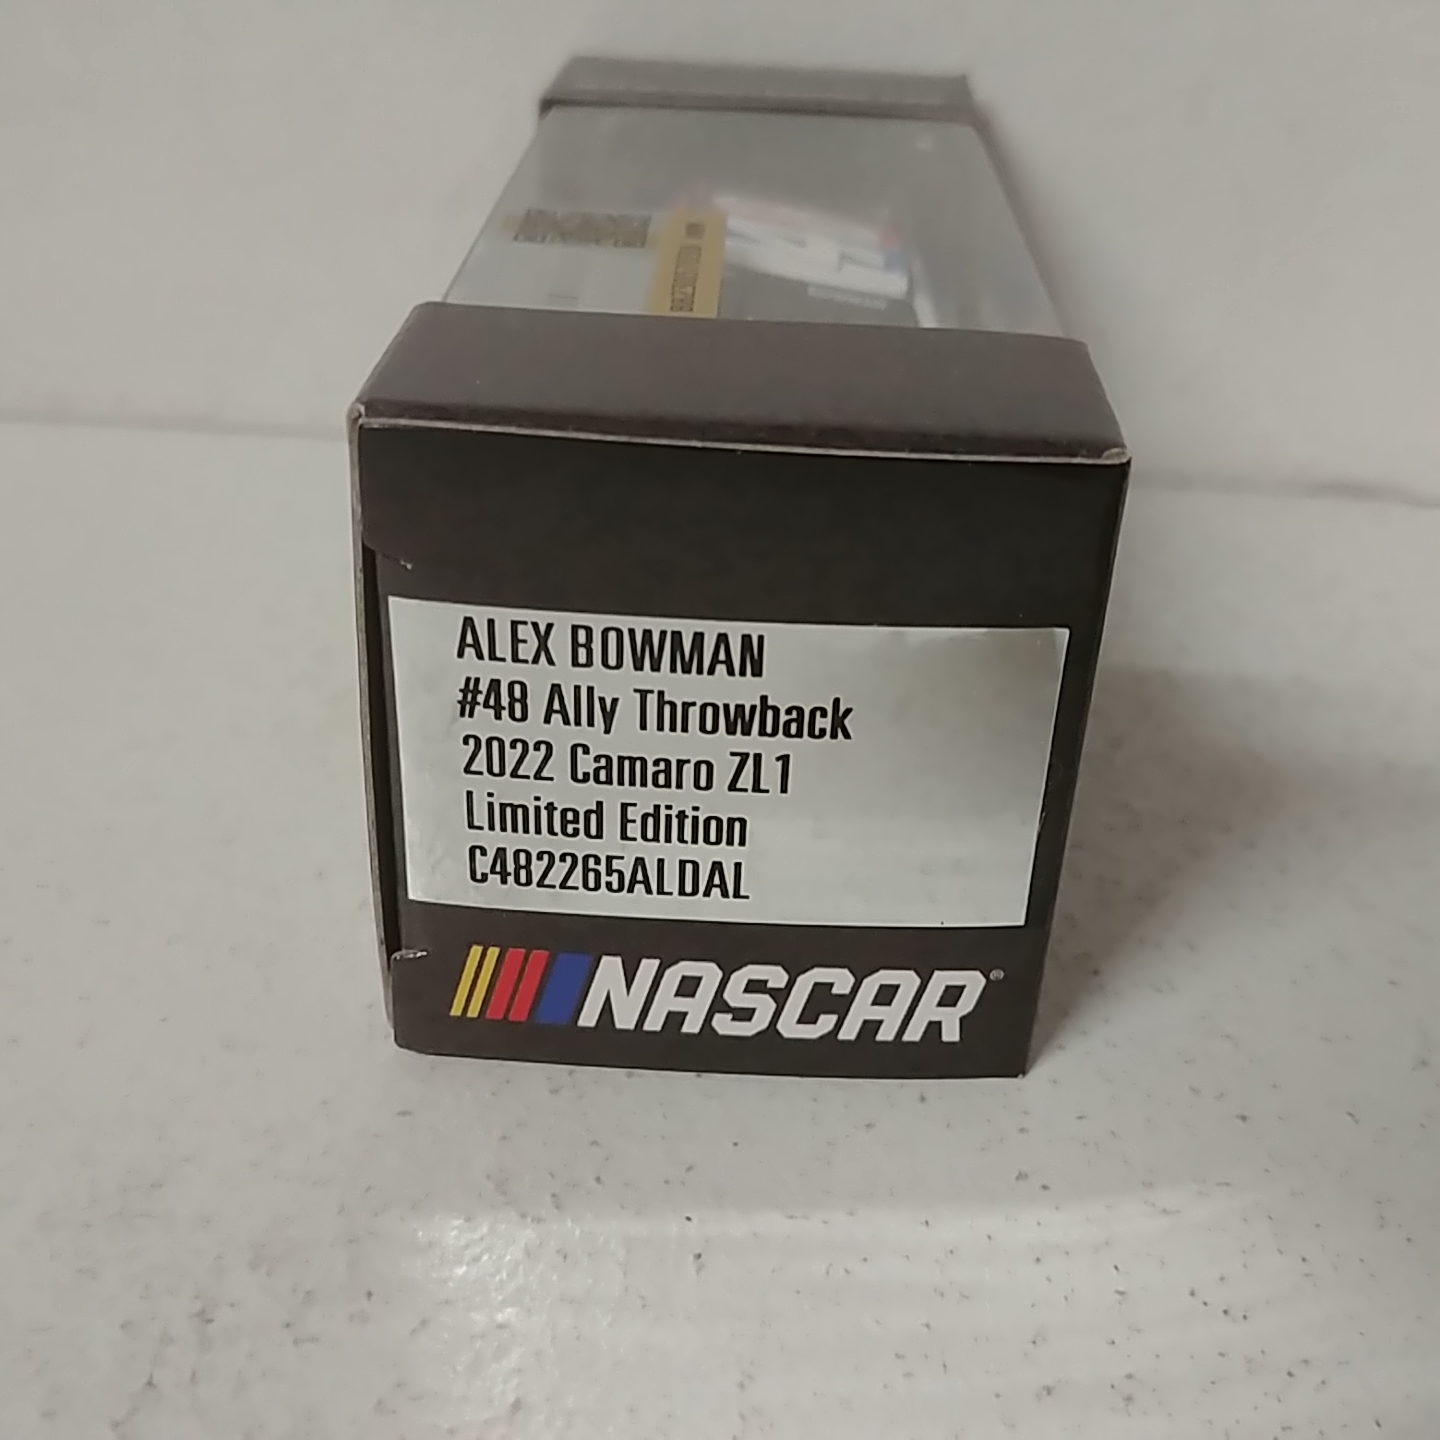 ALEX BOWMAN
#48 Ally Throwback
2022 Camaro ZL1
Limited Edition
C482265ALDAL
NASCAR®